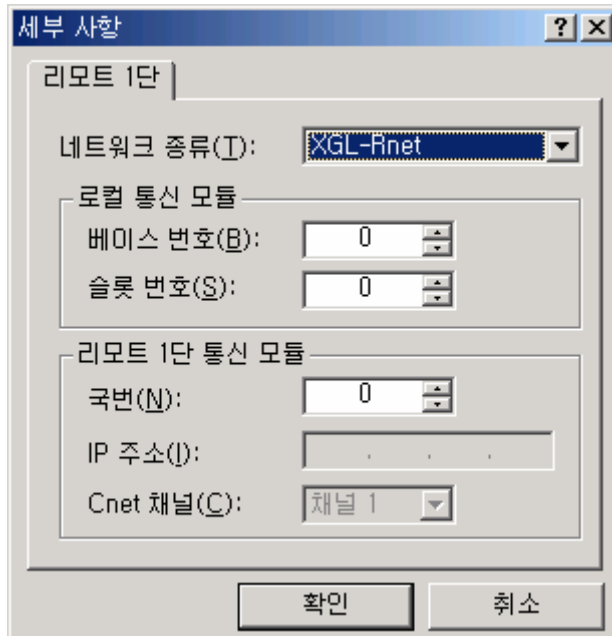 세부 사항
리모트 1단
네트워크 종류(T): XGL-Rnet
로컬 통신 모듈
베이스 번호(B): 0
슬롯 번호(S): 0
리모트 1단 통신 모듈
국번(N): 0
IP 주소(I): . . .
Cnet 채널(C): 채널 1
확인 취소